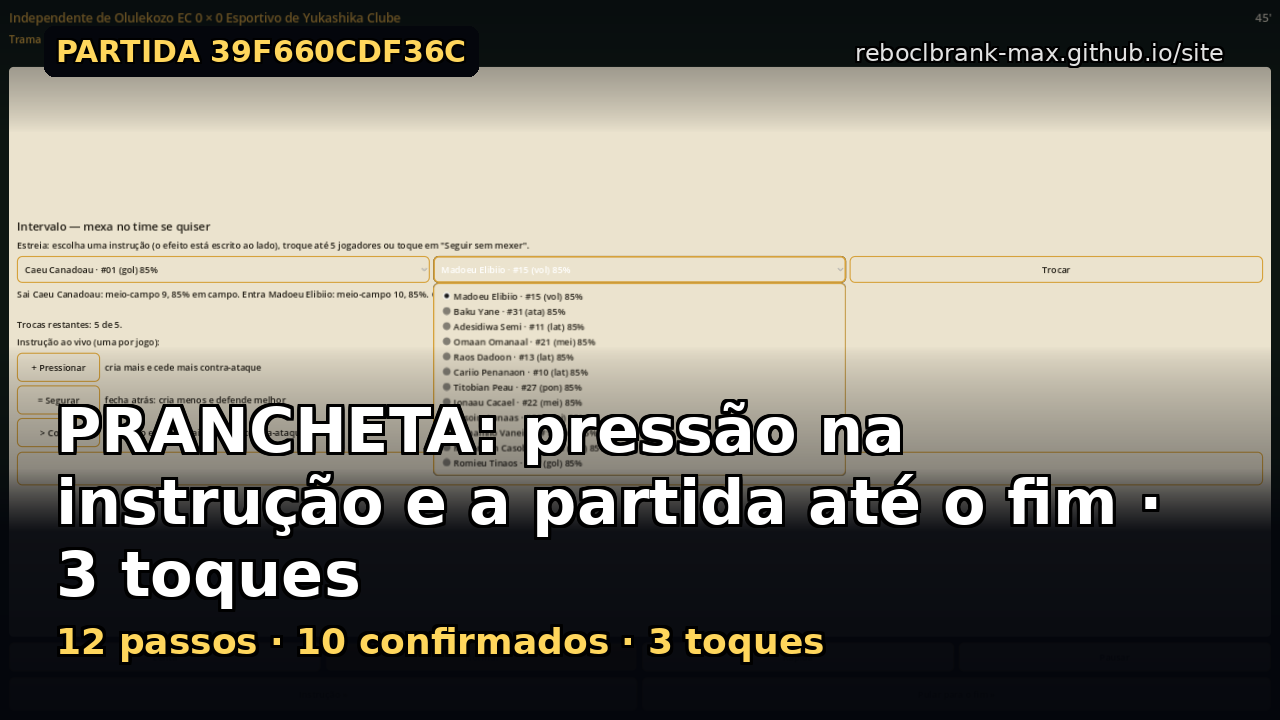 Independente de Olulekozo EC 0 × 0 Esportivo de Yukashika Clube
45'
Trama
PARTIDA 39F660CDF36C
reboclbrank-max.github.io/site
Intervalo — mexa no time se quiser
Estreia: escolha uma instrução (o efeito está escrito ao lado), troque até 5 jogadores ou toque em "Seguir sem mexer".
Caeu Canadoau · #01 (gol) 85%
Madoeu Elibiio · #15 (vol) 85%
Trocar
Sai Caeu Canadoau: meio-campo 9, 85% em campo. Entra Madoeu Elibiio: meio-campo 10, 85%.
Madoeu Elibiio · #15 (vol) 85%
Baku Yane · #31 (ata) 85%
Adesidiwa Semi · #11 (lat) 85%
Omaan Omanaal · #21 (mei) 85%
Raos Dadoon · #13 (lat) 85%
Cariio Penanaon · #10 (lat) 85%
Titobian Peau · #27 (pon) 85%
Ionaau Cacael · #22 (mei) 85%
Romieu Tinaos (gol) 85%
Trocas restantes: 5 de 5.
Instrução ao vivo (uma por jogo):
+ Pressionar
cria mais e cede mais contra-ataque
= Segurar
fecha atrás: cria menos e defende melhor
PRANCHETA: pressão na
instrução e a partida até o fim ·
3 toques
12 passos · 10 confirmados · 3 toques